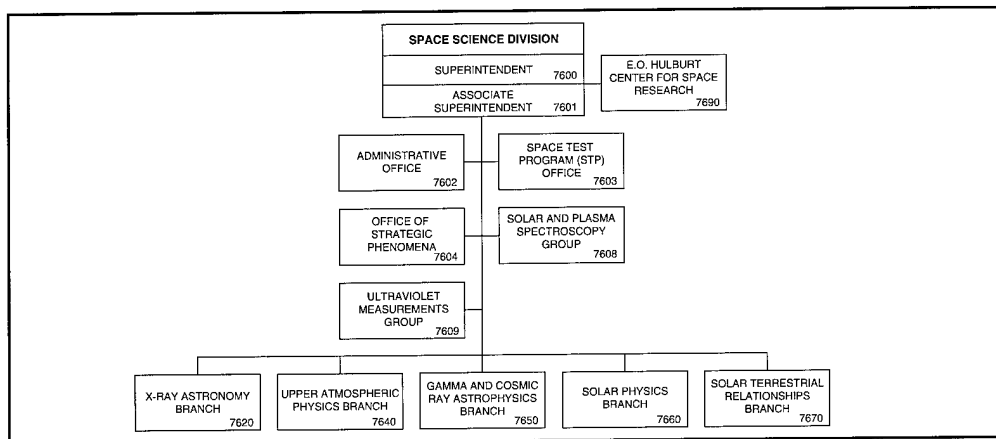 SPACE SCIENCE DIVISION
SUPERINTENDENT
7600
ASSOCIATE
SUPERINTENDENT
7601
E.O. HULBURT
CENTER FOR SPACE
RESEARCH
7690
ADMINISTRATIVE
OFFICE
7602
SPACE TEST
PROGRAM (STP)
OFFICE
7603
OFFICE OF
STRATEGIC
PHENOMENA
7604
SOLAR AND PLASMA
SPECTROSCOPY
GROUP
7608
ULTRAVIOLET
MEASUREMENTS
GROUP
7609
X-RAY ASTRONOMY
BRANCH
7620
UPPER ATMOSPHERIC
PHYSICS BRANCH
7640
GAMMA AND COSMIC
RAY ASTROPHYSICS
BRANCH
7650
SOLAR PHYSICS
BRANCH
7660
SOLAR TERRESTRIAL
RELATIONSHIPS
BRANCH
7670